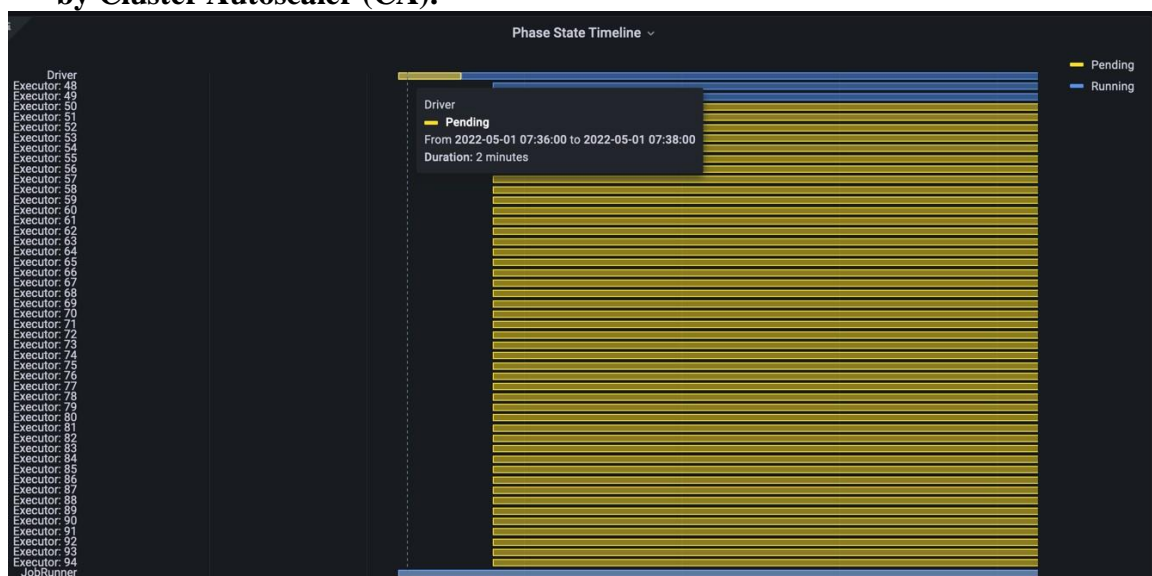 by Cluster Autoscaler (CA).
Phase State Timeline
Pending
Running
Driver
Executor: 48
Executor: 49
Executor: 50
Executor: 51
Executor: 52
Executor: 53
Executor: 54
Executor: 55
Executor: 56
Executor: 57
Executor: 58
Executor: 59
Executor: 60
Executor: 61
Executor: 62
Executor: 63
Executor: 64
Executor: 65
Executor: 66
Executor: 67
Executor: 68
Executor: 69
Executor: 70
Executor: 71
Executor: 72
Executor: 73
Executor: 74
Executor: 75
Executor: 76
Executor: 77
Executor: 78
Executor: 79
Executor: 80
Executor: 81
Executor: 82
Executor: 83
Executor: 84
Executor: 85
Executor: 86
Executor: 87
Executor: 88
Executor: 89
Executor: 90
Executor: 91
Executor: 92
Executor: 93
Executor: 94
JobRunner
Driver
Pending
From 2022-05-01 07:36:00 to 2022-05-01 07:38:00
Duration: 2 minutes